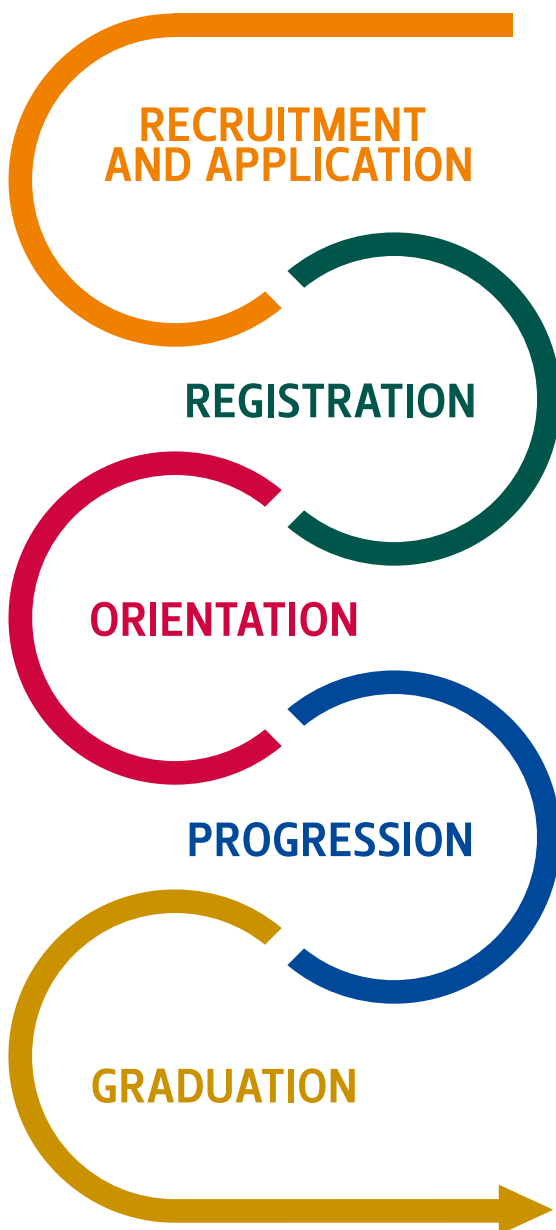 RECRUITMENT
AND APPLICATION
REGISTRATION
ORIENTATION
PROGRESSION
GRADUATION